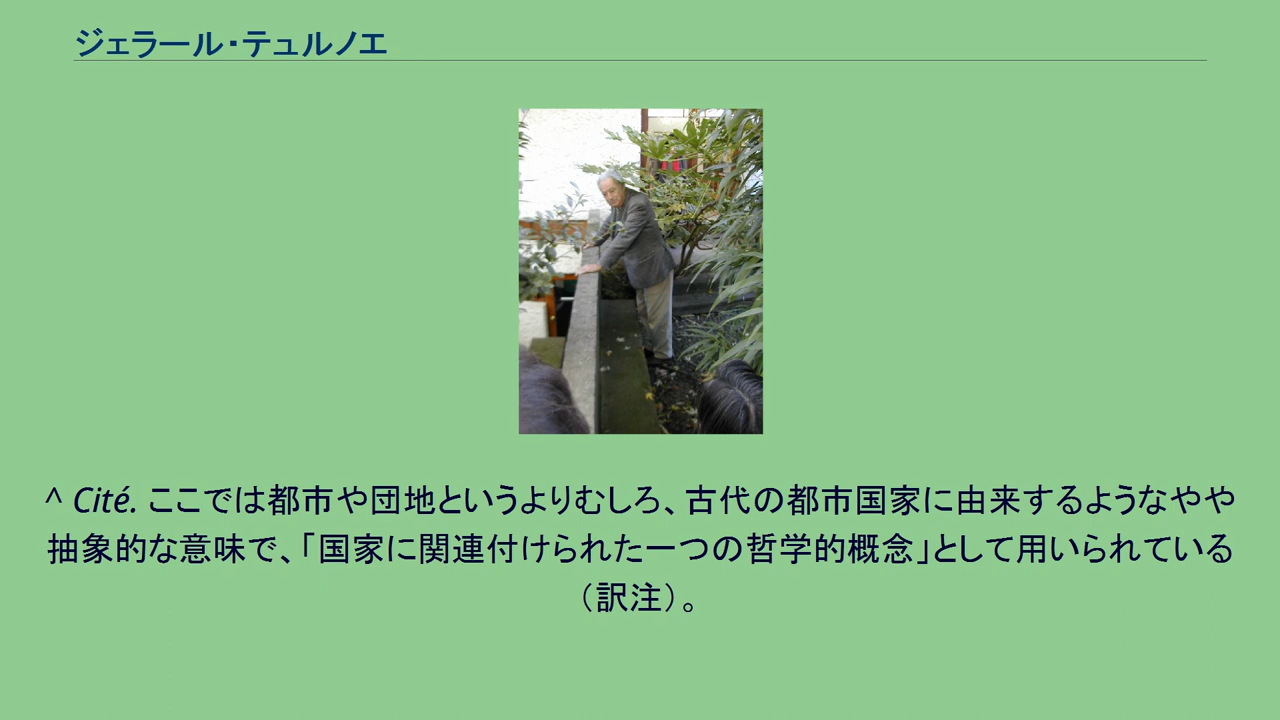 ジェラール・テュルノエ
^ Cité. ここでは都市や団地というよりむしろ、古代の都市国家に由来するようなやや
抽象的な意味で、「国家に関連付けられた一つの哲学的概念」として用いられている
（訳注）。